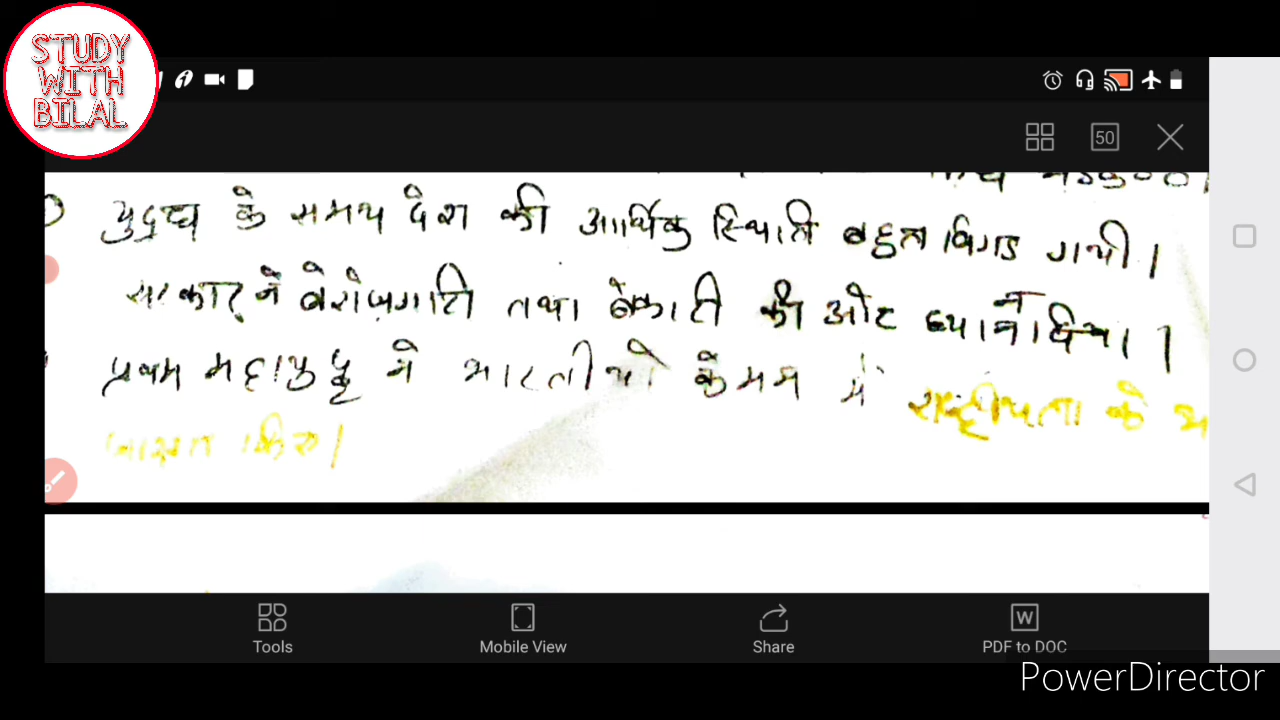 STUDY
WITH
BILAL
50
युद्ध के समय देश की आर्थिक स्थिति बहुत बिगड़ गयी।
सरकार ने बेरोज़गारी तथा बेकारी की ओर ध्यान न दिया।
प्रथम महायुद्ध ने भारतीयो के मन में राष्ट्रीयता के
जाग्रत किया।
Tools
Mobile View
Share
W
PDF to DOC
PowerDirector